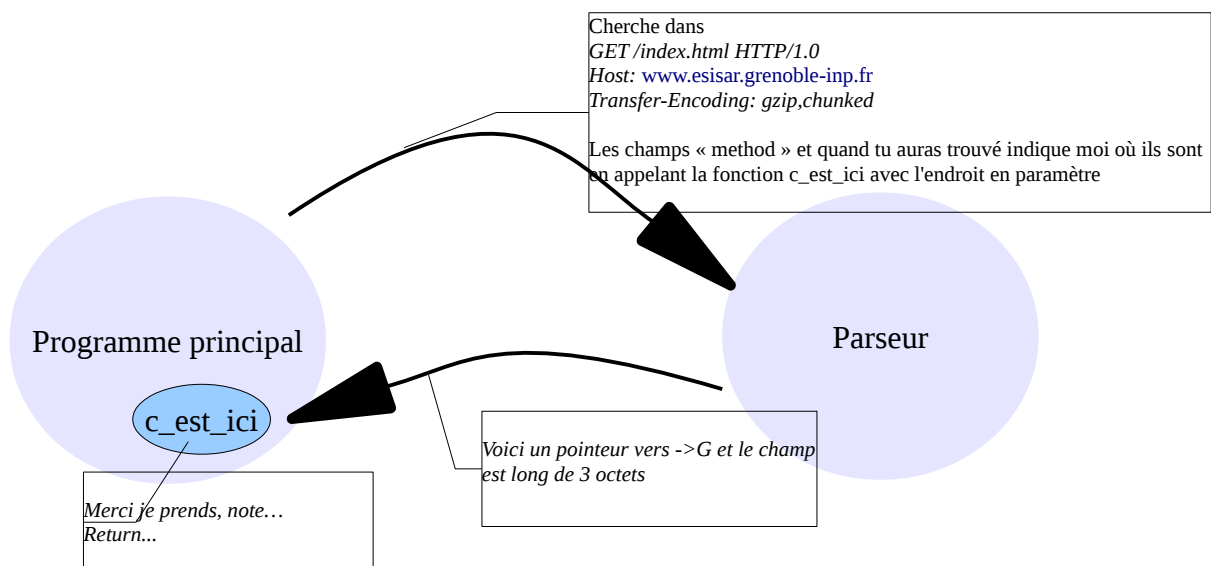 Cherche dans
GET /index.html HTTP/1.0
Host: www.esisar.grenoble-inp.fr
Transfer-Encoding: gzip,chunked
Les champs « method » et quand tu auras trouvé indique moi où ils sont
en appelant la fonction c_est_ici avec l'endroit en paramètre
Programme principal
Parseur
c_est_ici
Voici un pointeur vers ->G et le champ
est long de 3 octets
Merci je prends, note…
Return...